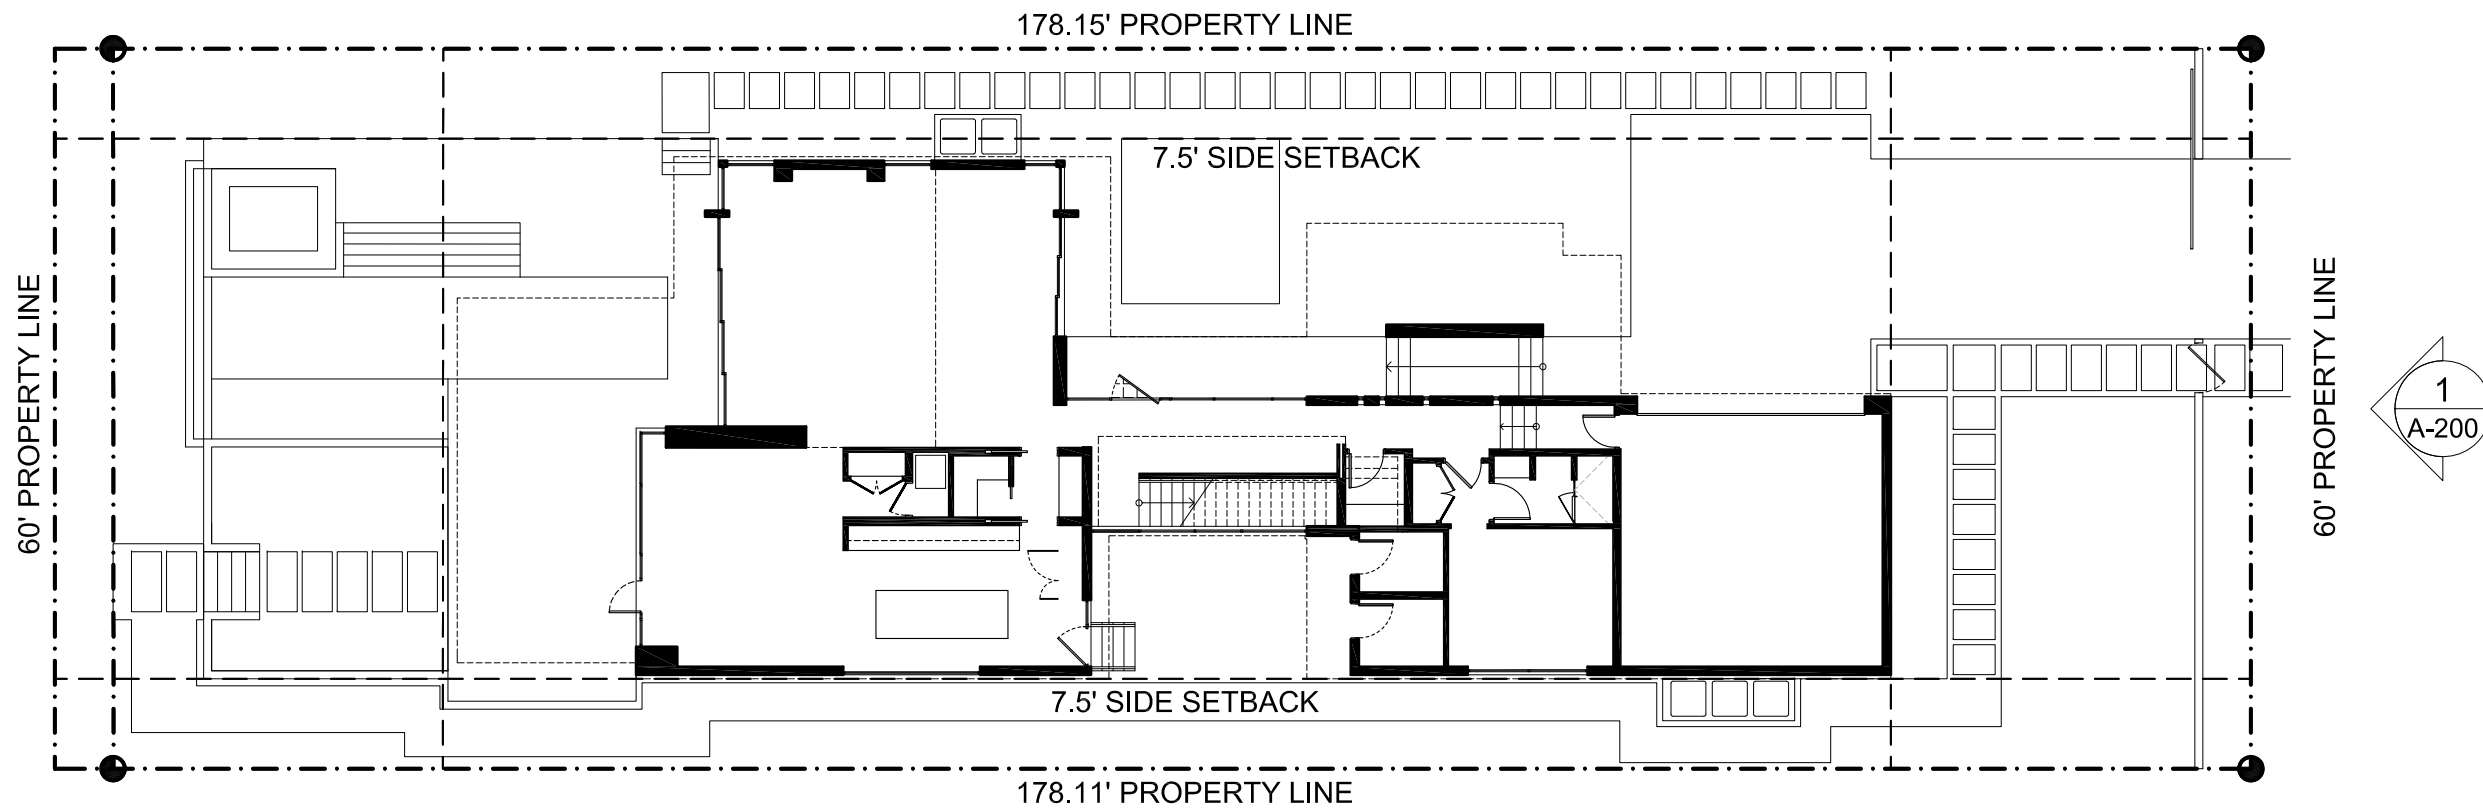 178.15' PROPERTY LINE
7.5' SIDE SETBACK
60' PROPERTY LINE
60' PROPERTY LINE
1
A-200
7.5' SIDE SETBACK
178.11' PROPERTY LINE